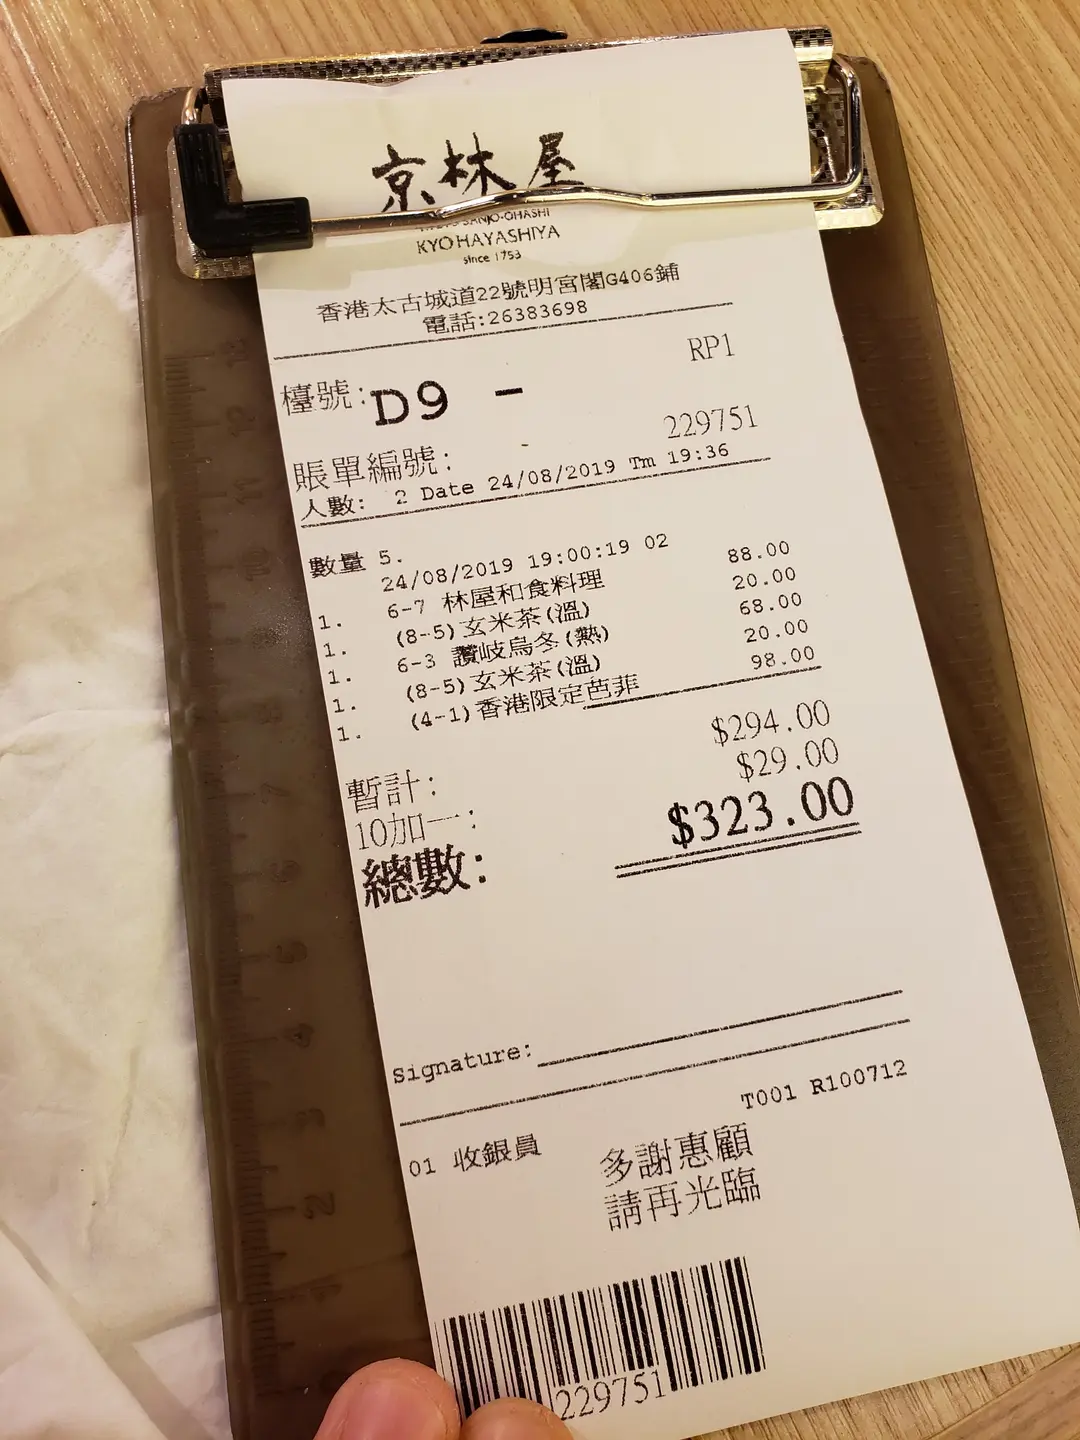 京林屋
SANJO-OHASHI
KYO HAYASHIYA
since 1753
香港太古城道22號明宮閣G406鋪
電話:26383698
RP1
檯號:D9 -
賬單編號: 229751
人數: 2 Date 24/08/2019 Tm 19:36
數量 5.
24/08/2019 19:00:19 02
1. 6-7 林屋和食料理 88.00
1. (8-5)玄米茶(溫) 20.00
1. 6-3 讚岐烏冬(熱) 68.00
1. (8-5)玄米茶(溫) 20.00
1. (4-1)香港限定芭菲 98.00
暫計: $294.00
10加一: $29.00
總數: $323.00
Signature:
T001 R100712
01 收銀員
多謝惠顧
請再光臨
229751